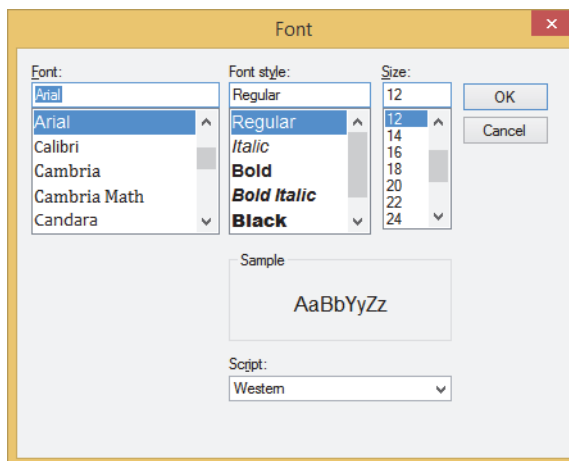 Font
Font:
Arial
Arial
Calibri
Cambria
Cambria Math
Candara
Font style:
Regular
Regular
Italic
Bold
Bold Italic
Black
Size:
12
12
14
16
18
20
22
24
OK
Cancel
Sample
AaBbYyZz
Script:
Western